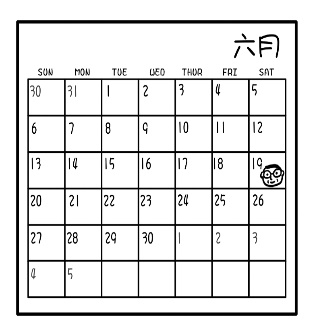 六月
SUN MON TUE WED THUR FRI SAT
30 31 1 2 3 4 5
6 7 8 9 10 11 12
13 14 15 16 17 18 19
20 21 22 23 24 25 26
27 28 29 30 1 2 3
4 5